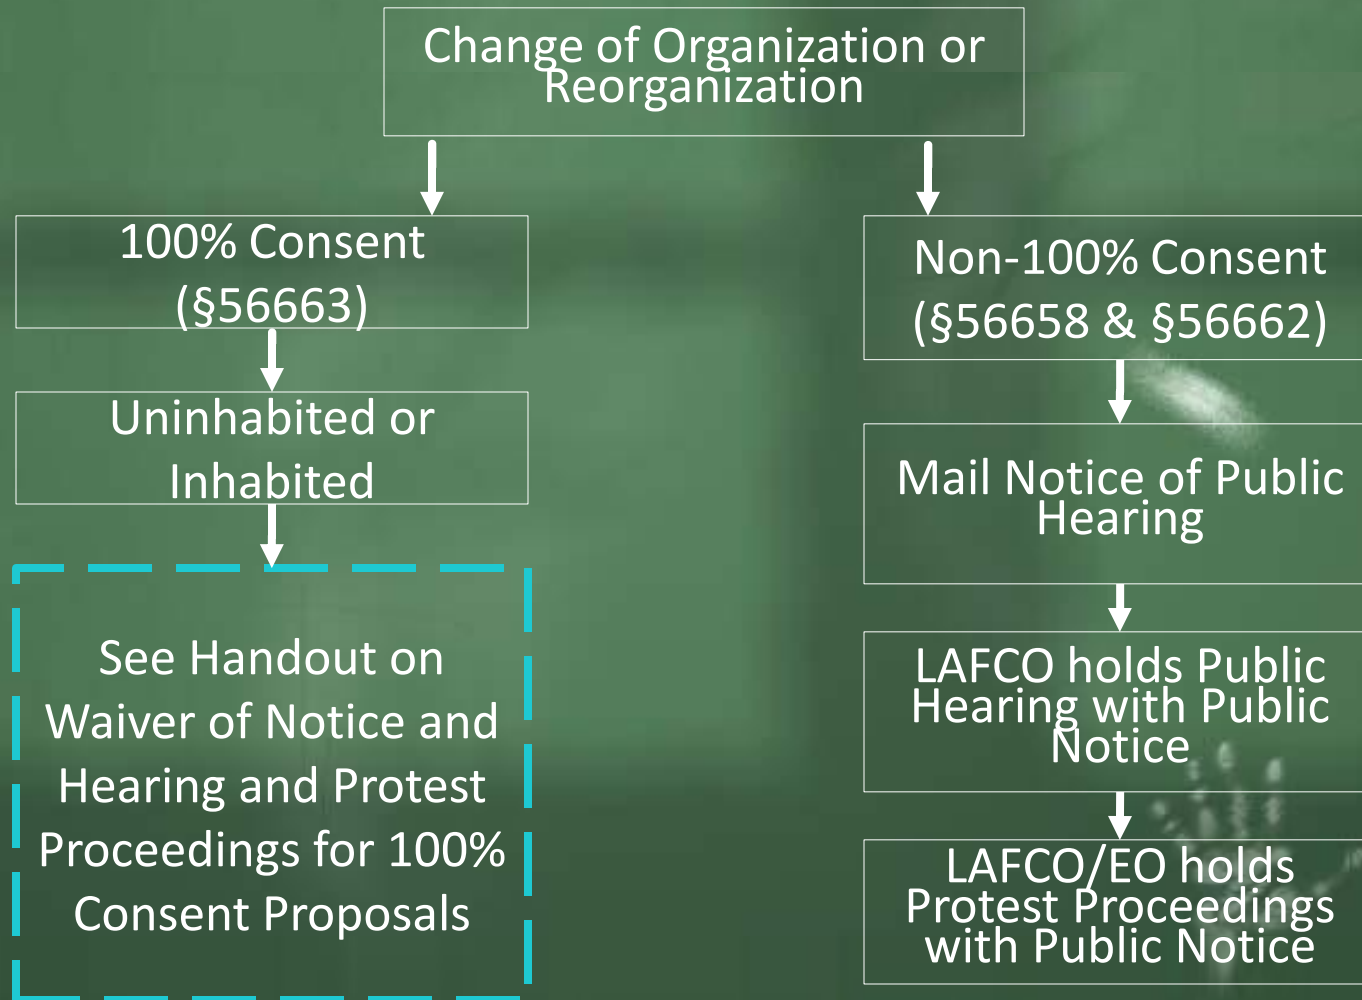 Change of Organization or
Reorganization
100% Consent
(§56663)
Uninhabited or
Inhabited
See Handout on
Waiver of Notice and
Hearing and Protest
Proceedings for 100%
Consent Proposals
Non-100% Consent
(§56658 & §56662)
Mail Notice of Public
Hearing
LAFCO holds Public
Hearing with Public
Notice
LAFCO/EO holds
Protest Proceedings
with Public Notice